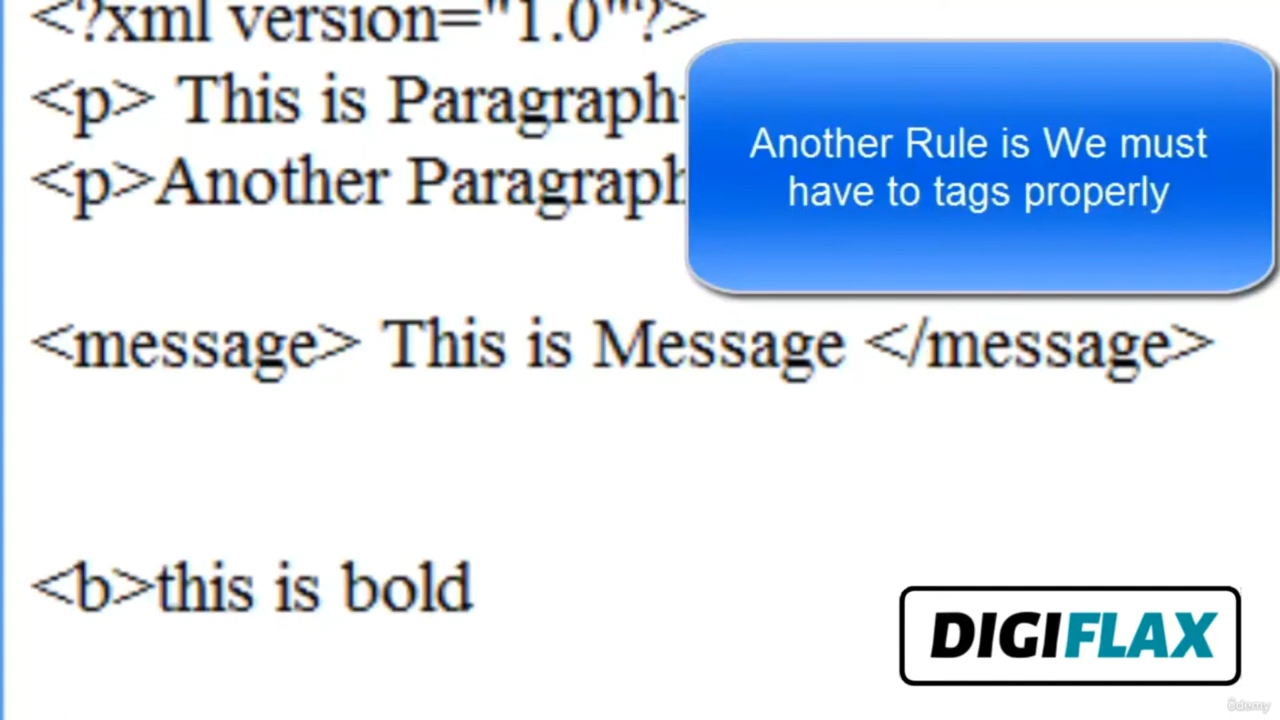 <?xml version="1.0"?>
<p> This is Paragraph
<p>Another Paragraph
Another Rule is We must
have to tags properly
<message> This is Message </message>
<b>this is bold
DIGIFLAX
ûdemy